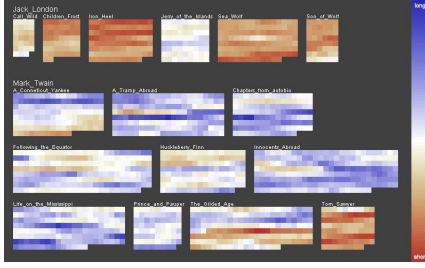 Jack_London
Call_Wild Children_Frost Iron_Heel Jerry_of_the_Islands Sea_Wolf Son_of_Wolf
Mark_Twain
A_Connecticut_Yankee A_Tramp_Abroad Chapters_from_autobio
Following_the_Equator Huckleberry_Finn Innocents_Abroad
Life_on_the_Mississippi Prince_and_Pauper The_Gilded_Age Tom_Sawyer
long
short